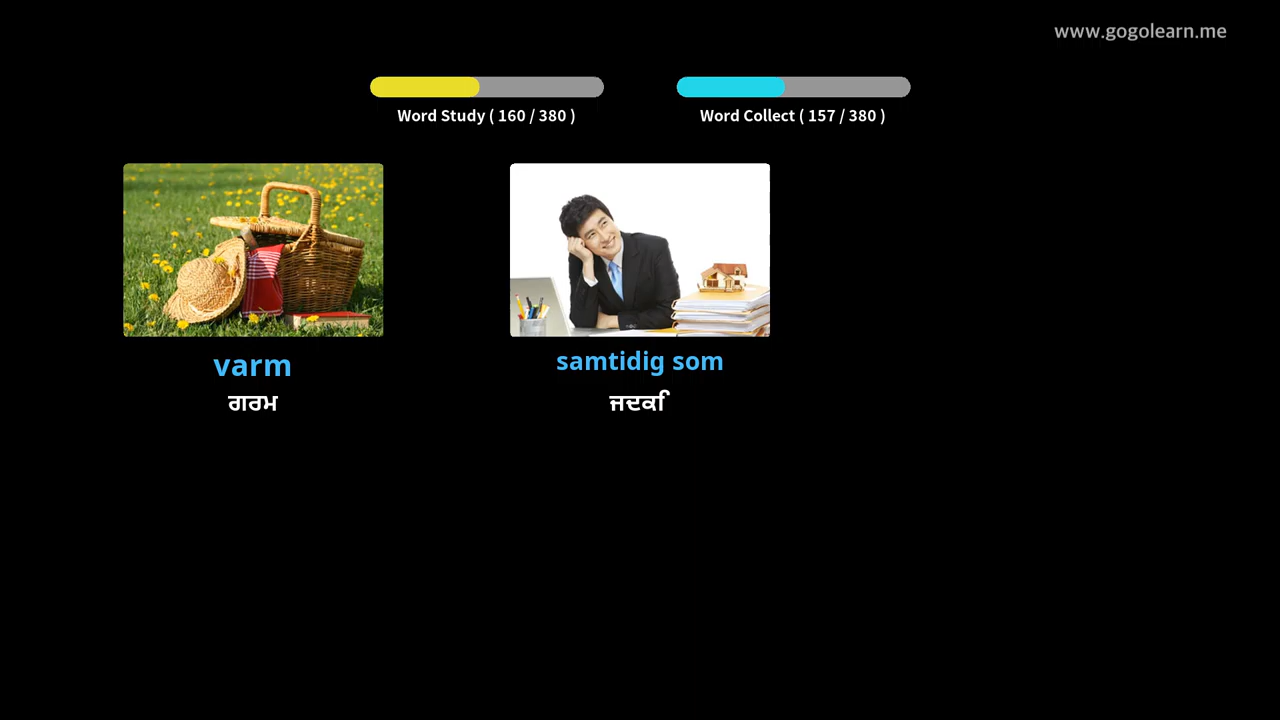 www.gogolearn.me
Word Study ( 160 / 380 )
Word Collect ( 157 / 380 )
varm
samtidig som
ਗਰਮ
ਜਦਕਿ